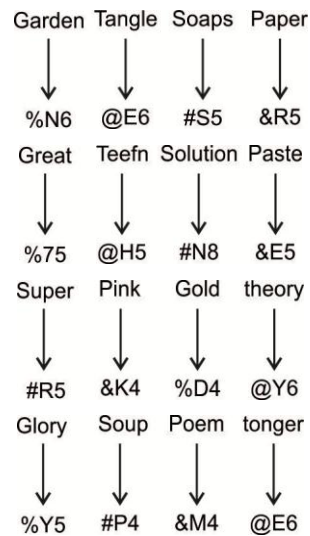 Garden Tangle Soaps Paper
%N6 @E6 #S5 &R5
Great Teefn Solution Paste
%75 @H5 #N8 &E5
Super Pink Gold theory
#R5 &K4 %D4 @Y6
Glory Soup Poem tonger
%Y5 #P4 &M4 @E6